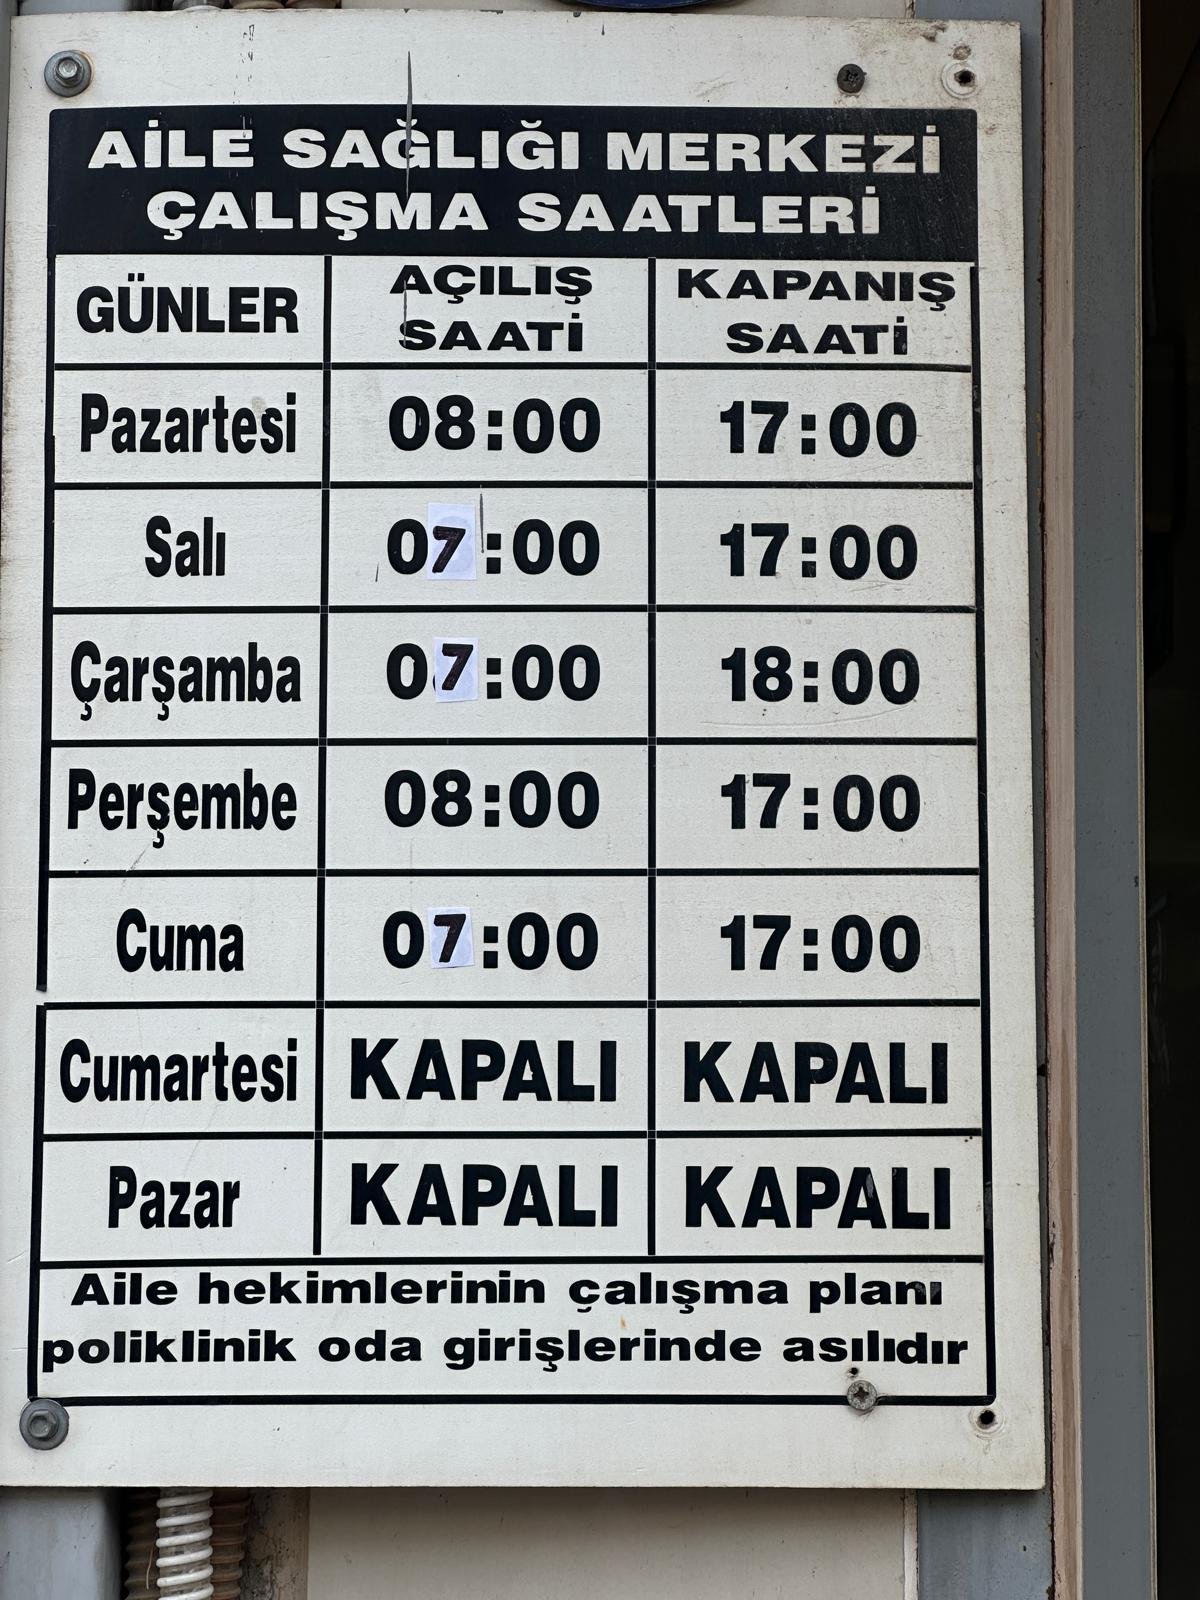 AİLE SAĞLIĞI MERKEZİ
ÇALIŞMA SAATLERİ
GÜNLER AÇILIŞ SAATİ KAPANIŞ SAATİ
Pazartesi 08:00 17:00
Salı 07:00 17:00
Çarşamba 07:00 18:00
Perşembe 08:00 17:00
Cuma 07:00 17:00
Cumartesi KAPALI KAPALI
Pazar KAPALI KAPALI
Aile hekimlerinin çalışma planı
poliklinik oda girişlerinde asılıdır